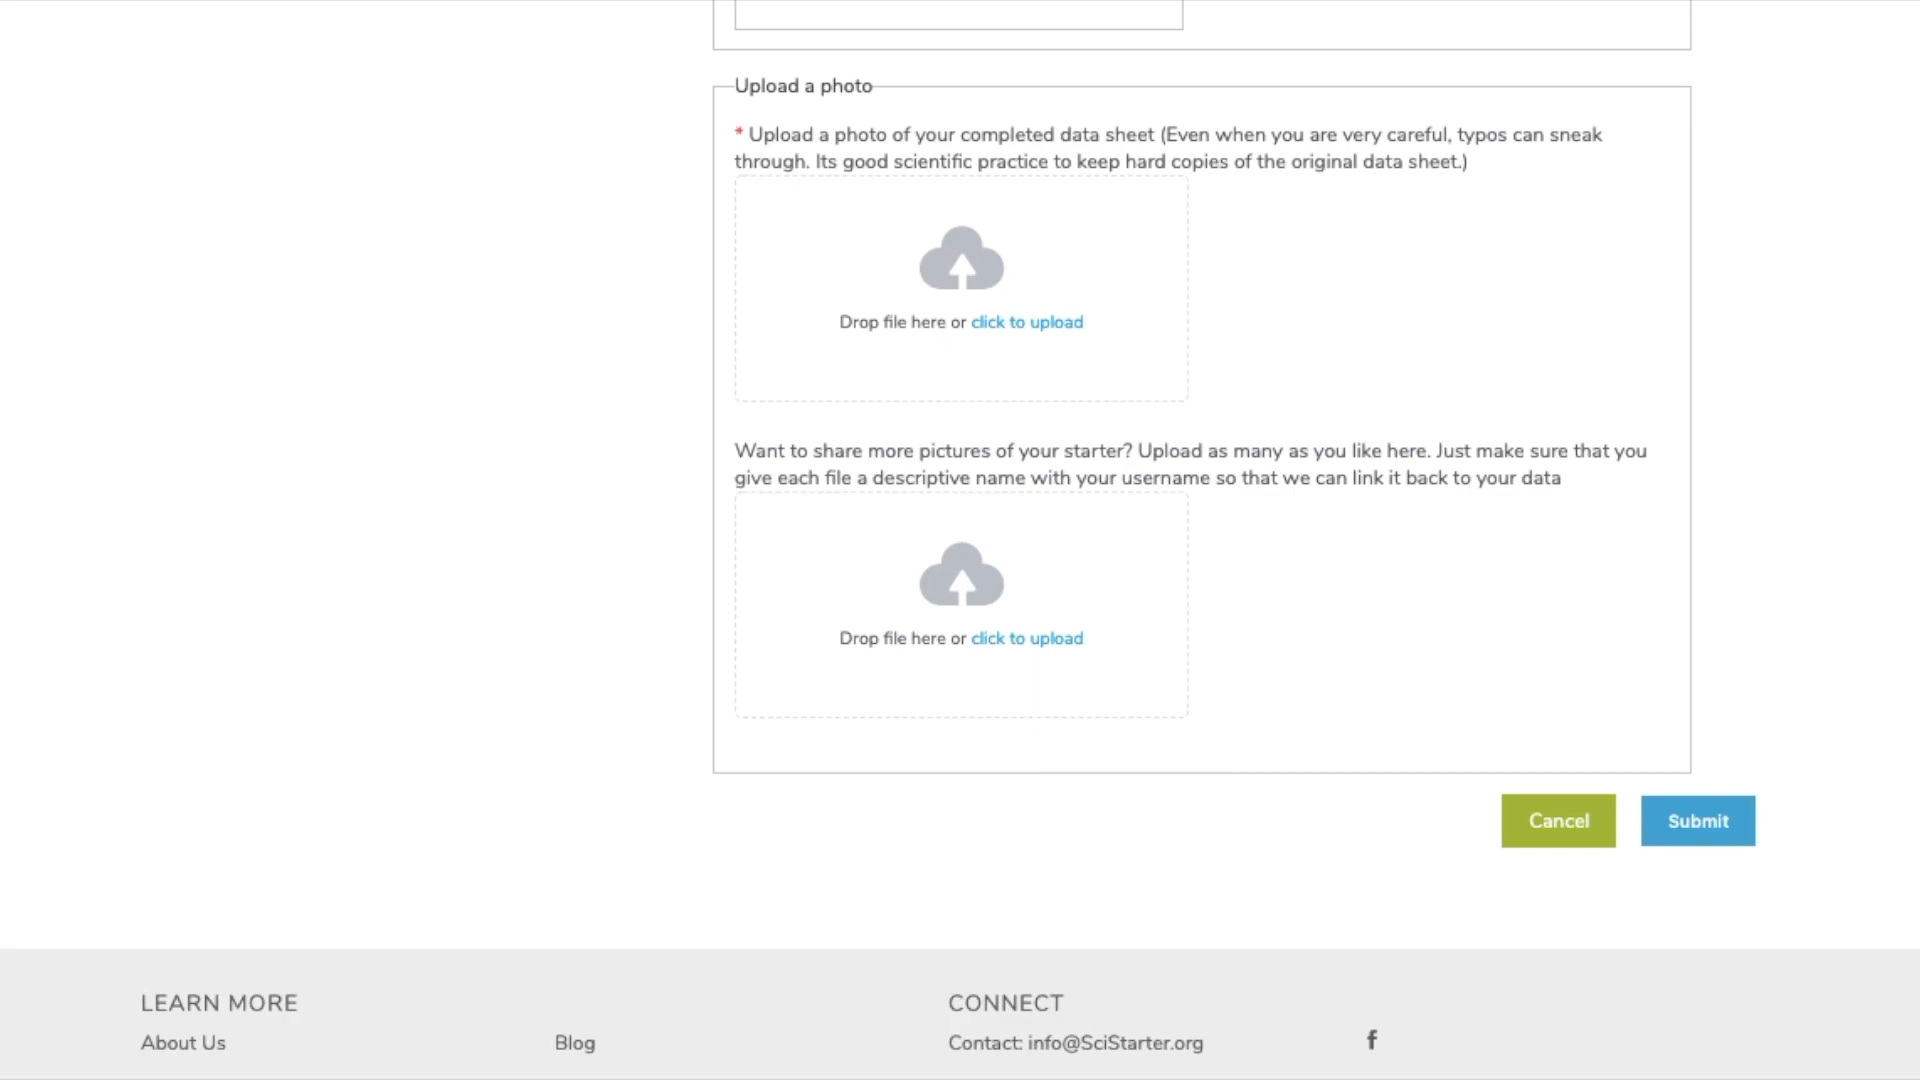 Upload a photo
* Upload a photo of your completed data sheet (Even when you are very careful, typos can sneak
through. Its good scientific practice to keep hard copies of the original data sheet.)
Drop file here or click to upload
Want to share more pictures of your starter? Upload as many as you like here. Just make sure that you
give each file a descriptive name with your username so that we can link it back to your data
Drop file here or click to upload
Cancel Submit
LEARN MORE CONNECT
About Us Blog Contact: info@SciStarter.org f